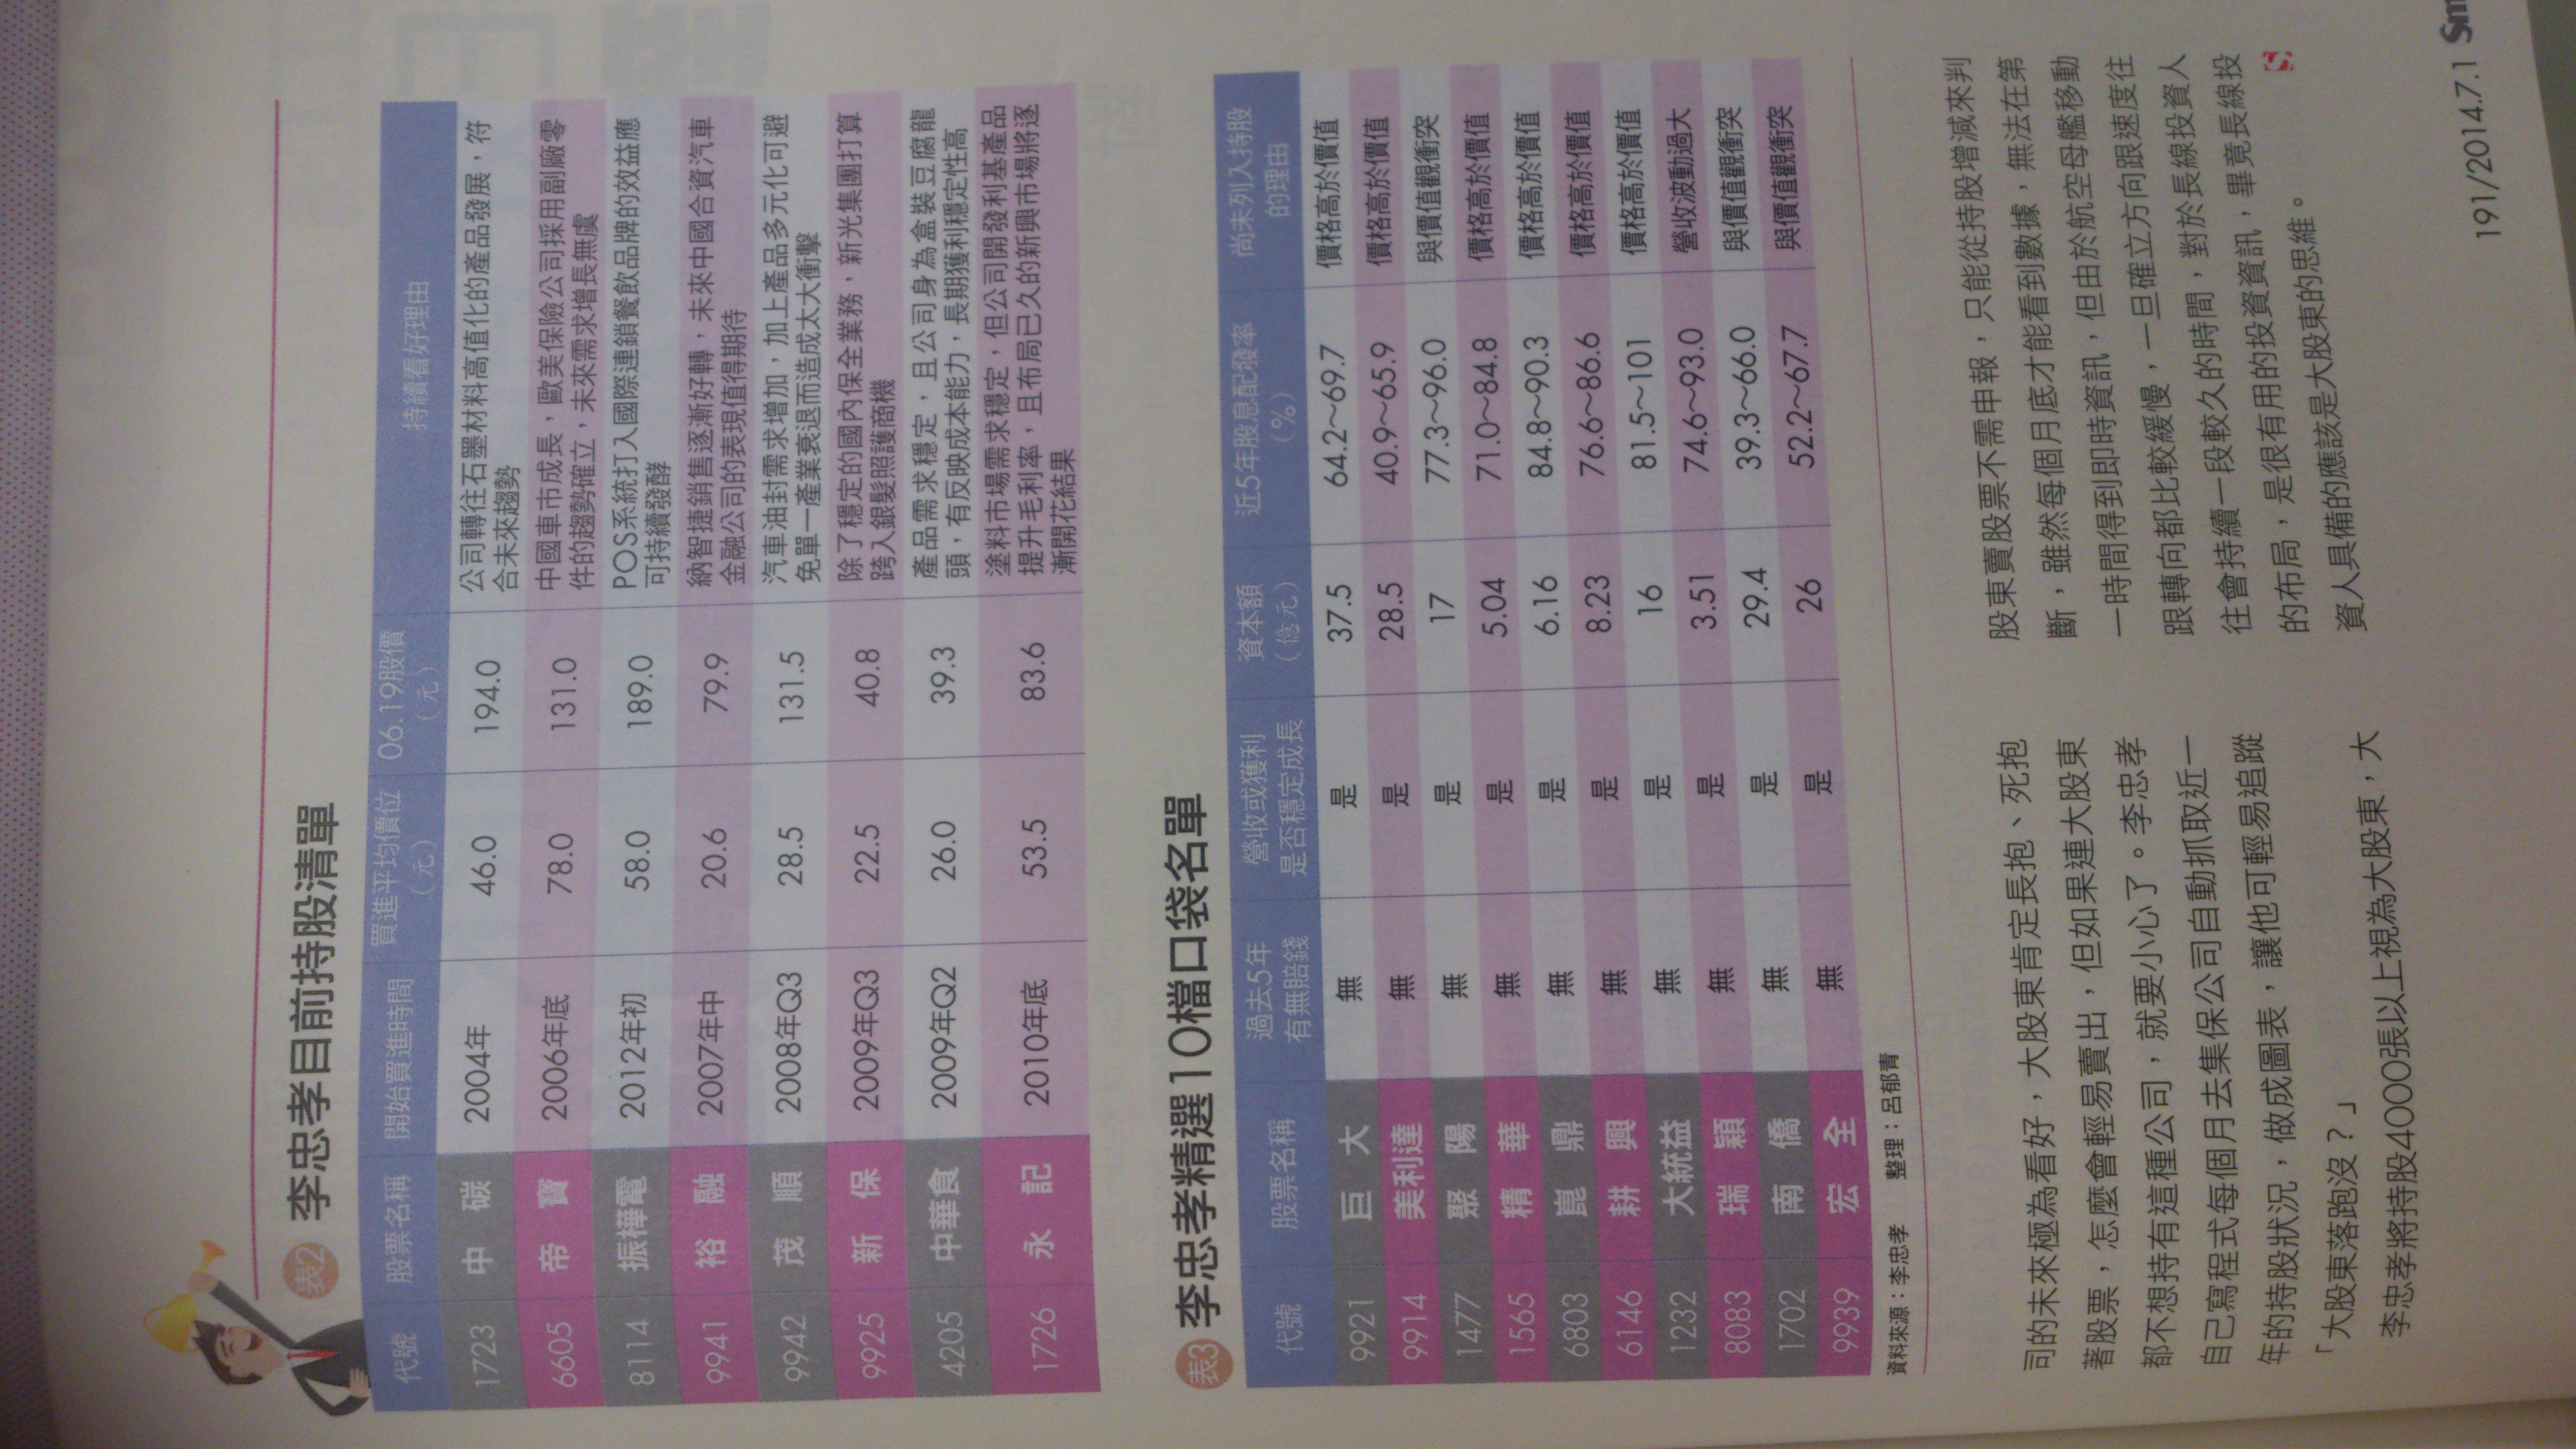 表2 李忠孝目前持股清單
代號 股票名稱 開始買進時間 買進平均價位（元） 06.19股價（元） 持續看好理由
1723 中碳 2004年 46.0 194.0 公司轉往石墨材料高值化的產品發展，符
合未來趨勢
6605 帝寶 2006年底 78.0 131.0 中國車市成長，歐美保險公司採用副廠零
件的趨勢確立，未來需求增長無虞
8114 振樺電 2012年初 58.0 189.0 POS系統打入國際連鎖餐飲品牌的效益應
可持續發酵
9941 裕融 2007年中 20.6 79.9 納智捷銷售逐漸好轉，未來中國合資汽車
金融公司的表現值得期待
9942 茂順 2008年Q3 28.5 131.5 汽車油封需求增加，加上產品多元化可避
免單一產業衰退而造成太大衝擊
9925 新保 2009年Q3 22.5 40.8 除了穩定的國內保全業務，新光集團打算
跨入銀髮照護商機
4205 中華食 2009年Q2 26.0 39.3 產品需求穩定，且公司身為盒裝豆腐龍
頭，有反映成本能力，長期獲利穩定性高
1726 永記 2010年底 53.5 83.6 塗料市場需求穩定，但公司開發利基產品
提升毛利率，且布局已久的新興市場將逐
漸開花結果
表3 李忠孝精選10檔口袋名單
代號 股票名稱 過去5年有無賠錢 營收或獲利是否穩定成長 資本額（億元） 近5年股息配發率（%） 尚未列入持股的理由
9921 巨大 無 是 37.5 64.2～69.7 價格高於價值
9914 美利達 無 是 28.5 40.9～65.9 價格高於價值
1477 聚陽 無 是 17 77.3～96.0 與價值觀衝突
1565 精華 無 是 5.04 71.0～84.8 價格高於價值
6803 崑鼎 無 是 6.16 84.8～90.3 價格高於價值
6146 耕興 無 是 8.23 76.6～86.6 價格高於價值
1232 大統益 無 是 16 81.5～101 價格高於價值
8083 瑞穎 無 是 3.51 74.6～93.0 營收波動過大
1702 南僑 無 是 29.4 39.3～66.0 與價值觀衝突
9939 宏全 無 是 26 52.2～67.7 與價值觀衝突
資料來源：李忠孝 整理：呂郁青
司的未來極為看好，大股東肯定長抱、死抱
著股票，怎麼會輕易賣出，但如果連大股東
都不想持有這種公司，就要小心了。李忠孝
自己寫程式每個月去集保公司自動抓取近一
年的持股狀況，做成圖表，讓他可輕易追蹤
「大股東落跑沒？」
李忠孝將持股4000張以上視為大股東，大
股東賣股票不需申報，只能從持股增減來判
斷，雖然每個月底才能看到數據，無法在第
一時間得到即時資訊，但由於航空母艦移動
跟轉向都比較緩慢，一旦確立方向跟速度往
往會持續一段較久的時間，對於長線投資人
的布局，是很有用的投資資訊，畢竟長線投
資人具備的應該是大股東的思維。
S
191/2014.7.1 Sm